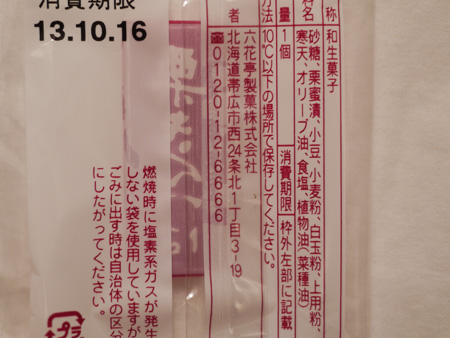 消費期限
13.10.16
称 和生菓子
料名 砂糖、栗蜜漬、小豆、小麦粉、白玉粉、上用粉、
寒天、オリーブ油、食塩、植物油(菜種油)
量 1個 消費期限 枠外左部に記載
方法 10℃以下の場所で保存してください。
者 六花亭製菓株式会社
北海道帯広市西24条北1丁目3-19
☎0120-12-6666
燃焼時に塩素系ガスが発生
しない袋を使用していますが
ごみに出す時は自治体の区分
にしたがってください。
プラ